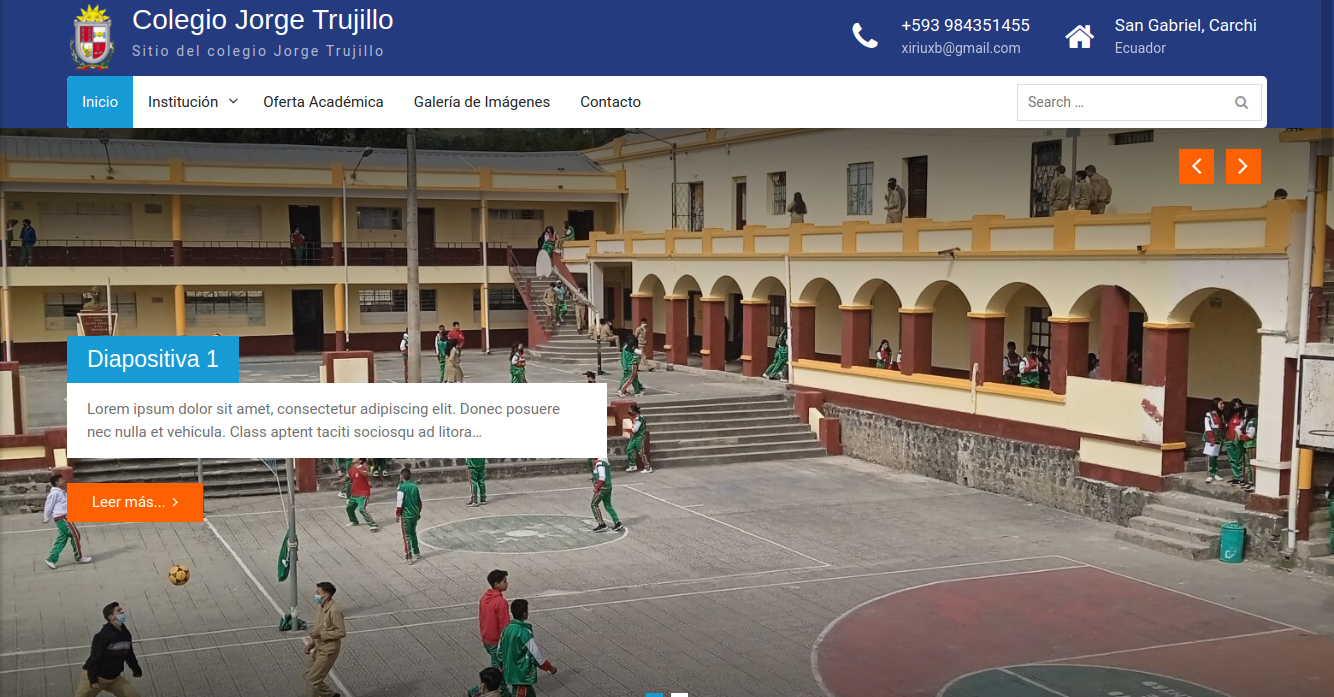 Colegio Jorge Trujillo
Sitio del colegio Jorge Trujillo
+593 984351455
xiriuxb@gmail.com
San Gabriel, Carchi
Ecuador
Inicio
Institución
Oferta Académica
Galería de Imágenes
Contacto
Search …
Diapositiva 1
Lorem ipsum dolor sit amet, consectetur adipiscing elit. Donec posuere
nec nulla et vehicula. Class aptent taciti sociosqu ad litora…
Leer más...